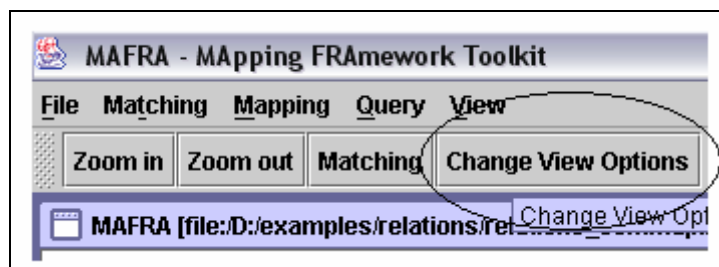 MAFRA - MApping FRAmework Toolkit
File Matching Mapping Query View
Zoom in Zoom out Matching Change View Options
MAFRA [file:/D:/examples/relations/
Change View Opt